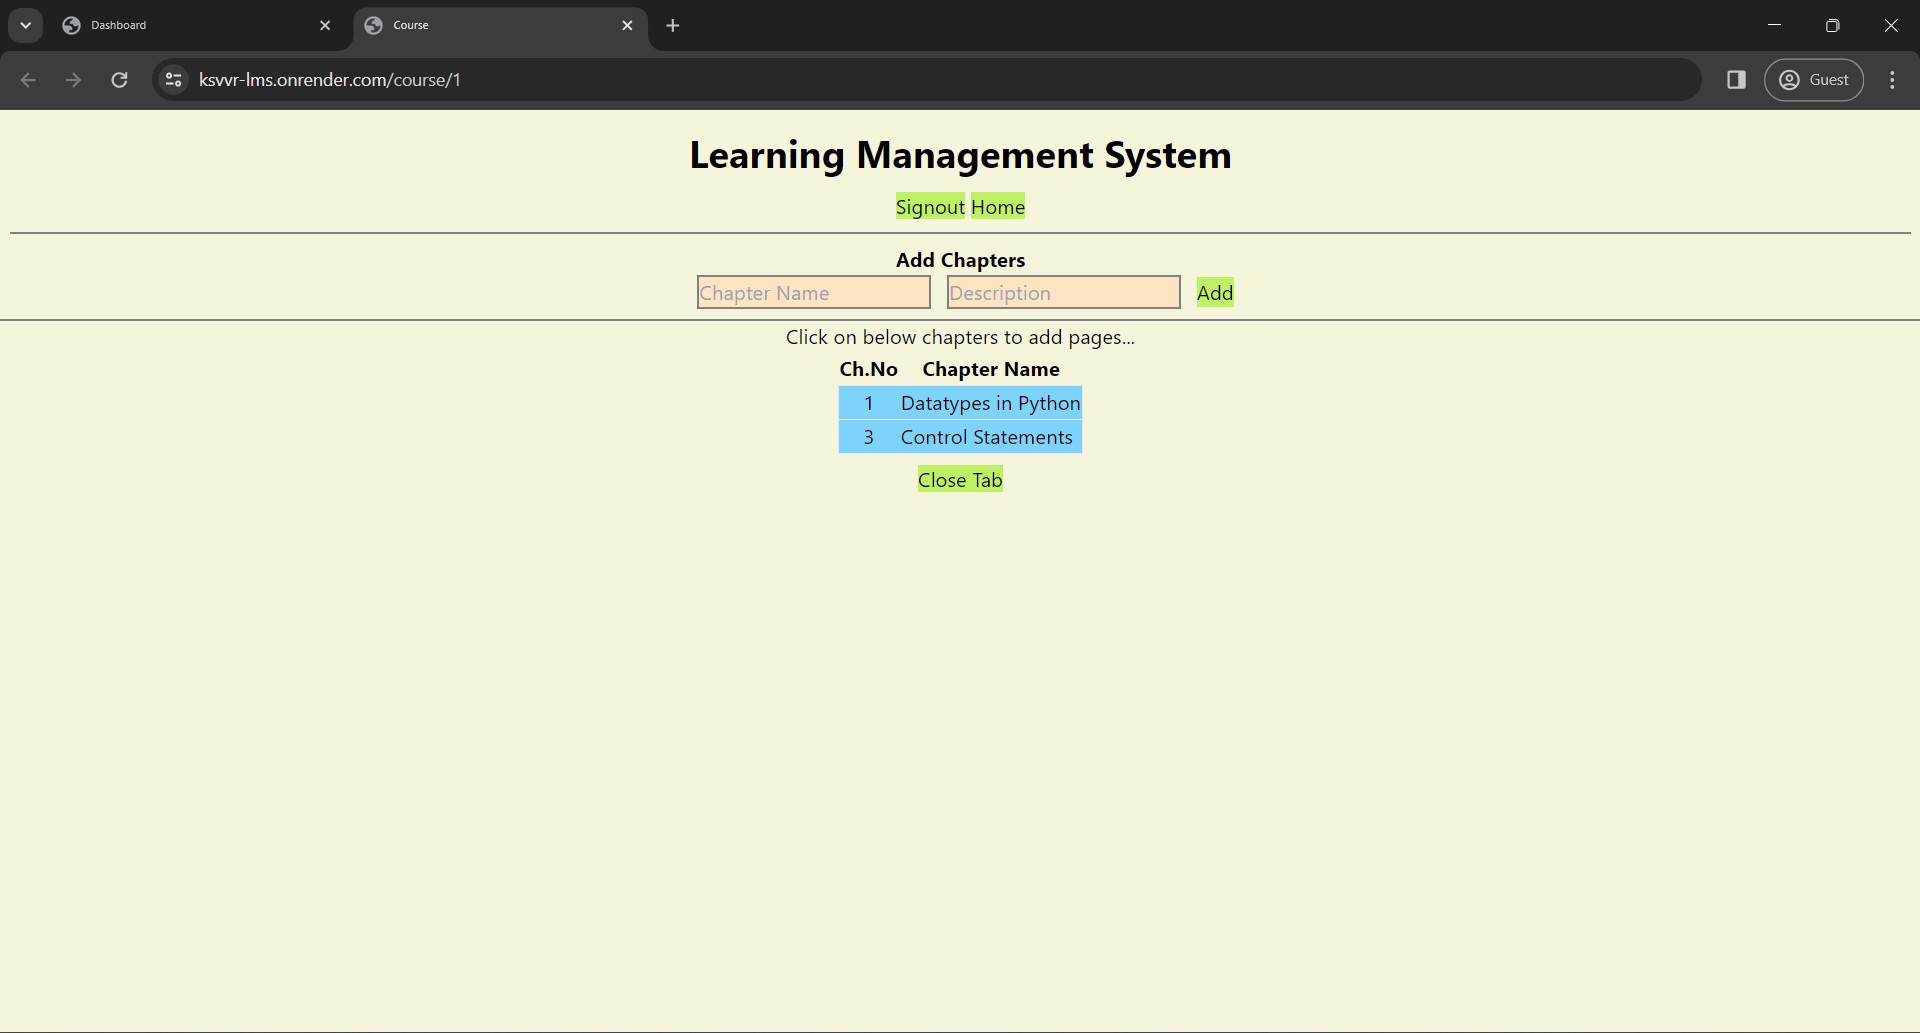 Dashboard
Course
ksvvr-lms.onrender.com/course/1
Guest
Learning Management System
Signout Home
Add Chapters
Chapter Name Description Add
Click on below chapters to add pages...
Ch.No Chapter Name
1 Datatypes in Python
3 Control Statements
Close Tab